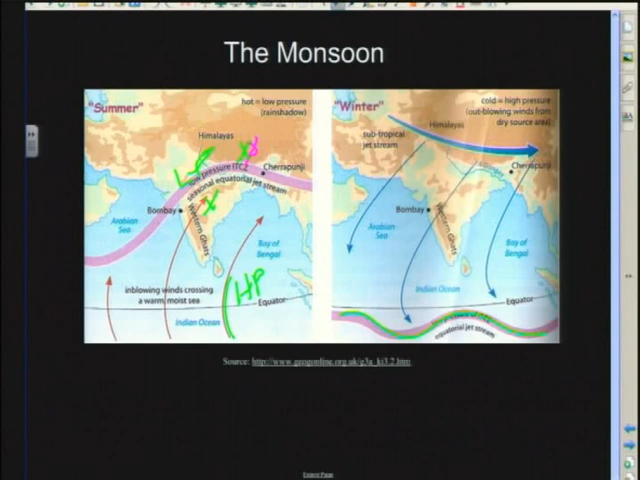 The Monsoon
"Summer"
hot = low pressure
(rainshadow)
Himalayas
LP
low pressure ITCZ
seasonal equatorial jet stream
Cherrapunji
Bombay
Western Ghats
Arabian
Sea
Bay of
Bengal
HP
inblowing winds crossing
a warm, moist sea
Equator
Indian Ocean
"Winter"
cold = high pressure
(out-blowing winds from
dry source area)
Himalayas
sub-tropical
jet stream
Cherrapunji
Bombay
Western Ghats
Arabian
Sea
Bay of
Bengal
Indian Ocean
Equator
equatorial jet stream
Source: http://www.geogonline.org.uk/g3a_ki3.2.htm